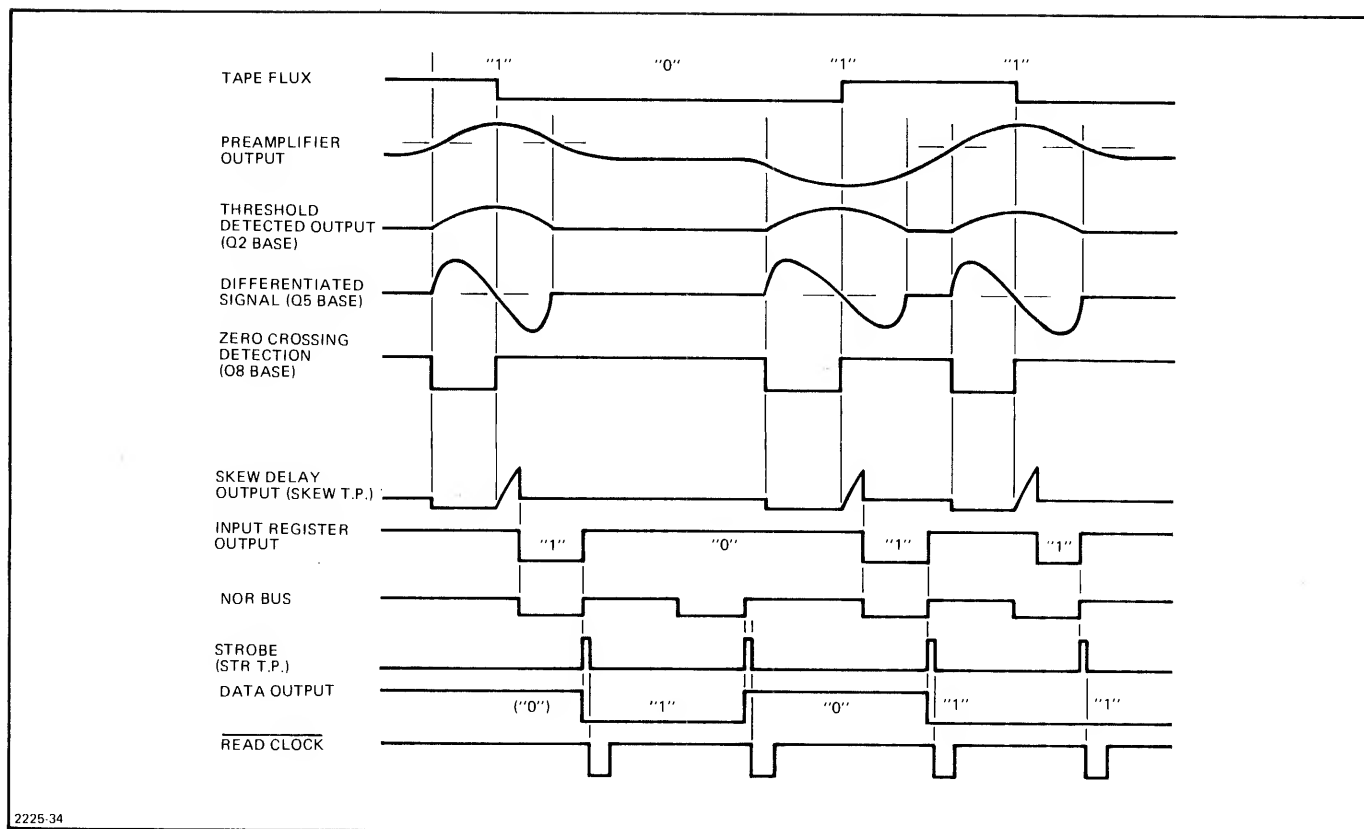 TAPE FLUX "1" "0" "1" "1"
PREAMPLIFIER
OUTPUT
THRESHOLD
DETECTED OUTPUT
(Q2 BASE)
DIFFERENTIATED
SIGNAL (Q5 BASE)
ZERO CROSSING
DETECTION
(O8 BASE)
SKEW DELAY
OUTPUT (SKEW T.P.)
INPUT REGISTER
OUTPUT
"1" "0" "1" "1"
NOR BUS
STROBE
(STR T.P.)
DATA OUTPUT
("0") "1" "0" "1" "1"
READ CLOCK
2225-34